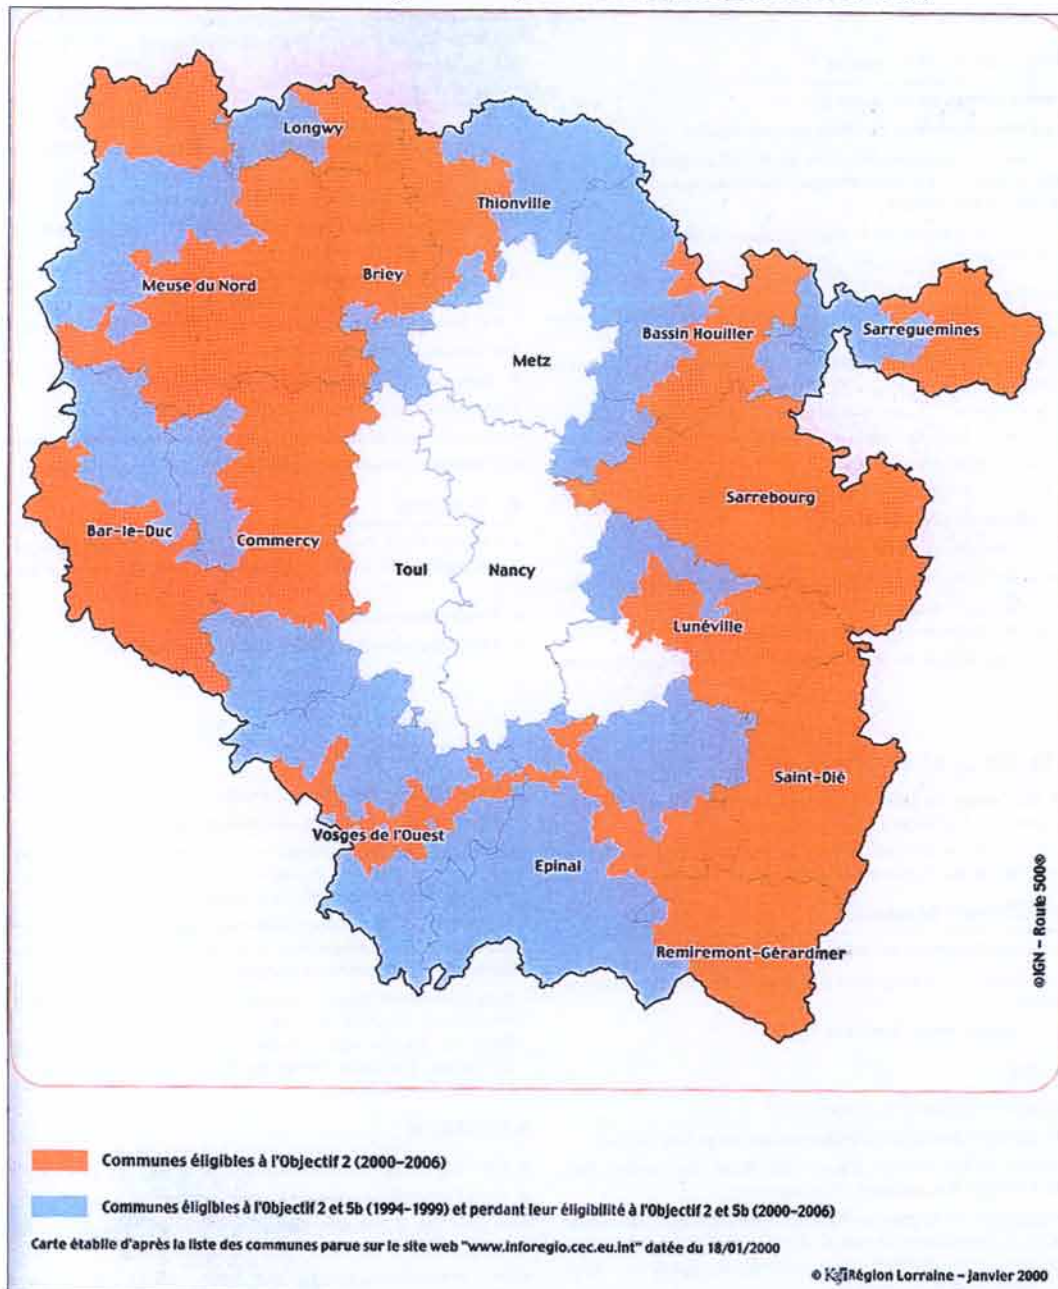 Longwy
Thionville
Briey
Meuse du Nord
Metz
Bassin Houiller
Sarreguemines
Sarrebourg
Bar-le-Duc
Commercy
Toul
Nancy
Lunéville
Saint-Dié
Vosges de l'Ouest
Epinal
Remiremont-Gérardmer
©IGN - Route 500®
Communes éligibles à l'Objectif 2 (2000-2006)
Communes éligibles à l'Objectif 2 et 5b (1994-1999) et perdant leur éligibilité à l'Objectif 2 et 5b (2000-2006)
Carte établie d'après la liste des communes parue sur le site web "www.inforegio.cec.eu.int" datée du 18/01/2000
© Région Lorraine - Janvier 2000